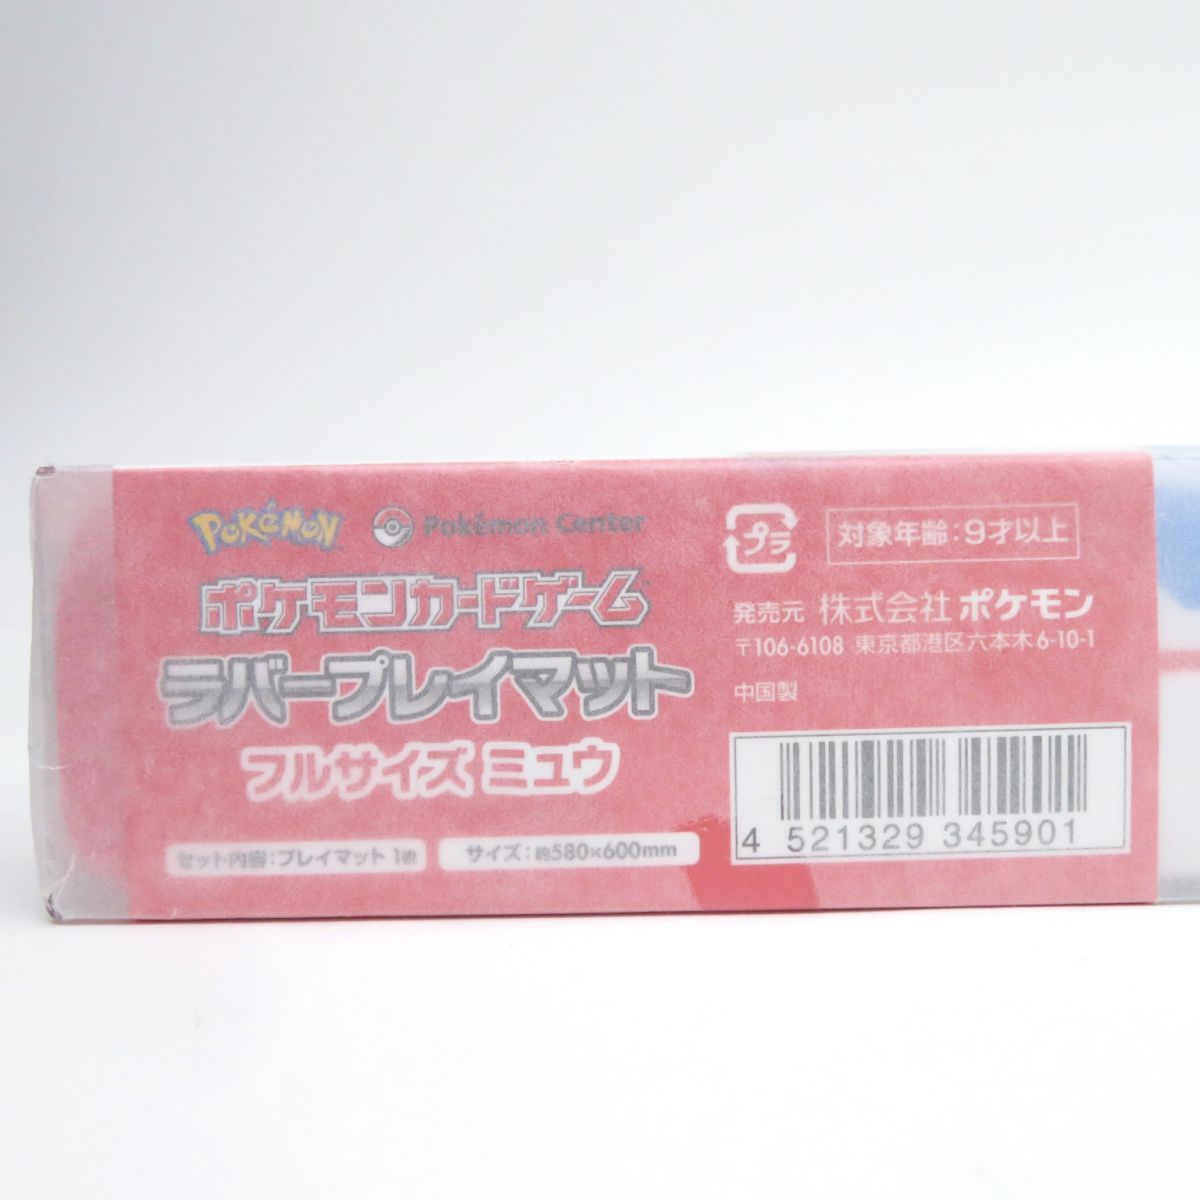 POKéMON
Pokémon Center
ポケモンカードゲーム
ラバープレイマット
フルサイズ ミュウ
セット内容:プレイマット 1枚
サイズ:約580×600mm
プラ
対象年齢:9才以上
発売元 株式会社 ポケモン
〒106-6108 東京都港区六本木6-10-1
中国製
4 521329 345901